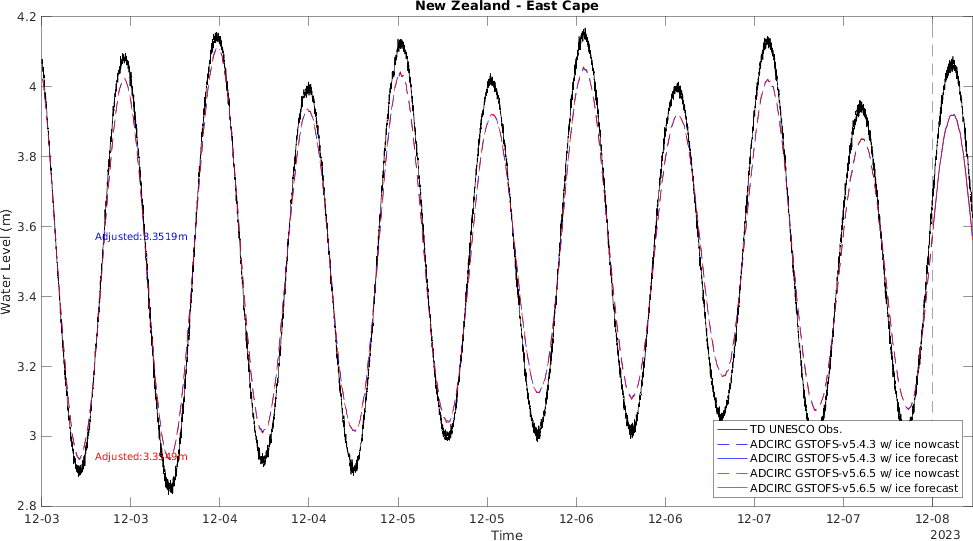 New Zealand - East Cape
4.2
4
3.8
3.6
3.4
3.2
3
2.8
Water Level (m)
Adjusted:3.3519m
Adjusted:3.3549m
TD UNESCO Obs.
ADCIRC GSTOFS-v5.4.3 w/ ice nowcast
ADCIRC GSTOFS-v5.4.3 w/ ice forecast
ADCIRC GSTOFS-v5.6.5 w/ ice nowcast
ADCIRC GSTOFS-v5.6.5 w/ ice forecast
12-03 12-03 12-04 12-04 12-05 12-05 12-06 12-06 12-07 12-07 12-08
Time
2023